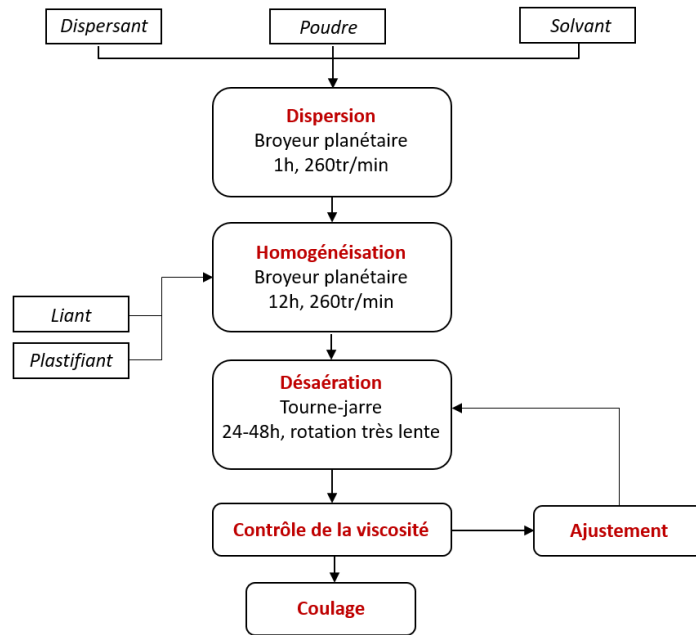 Dispersant
Poudre
Solvant
Dispersion
Broyeur planétaire
1h, 260tr/min
Homogénéisation
Broyeur planétaire
12h, 260tr/min
Liant
Plastifiant
Désaération
Tourne-jarre
24-48h, rotation très lente
Contrôle de la viscosité
Ajustement
Coulage